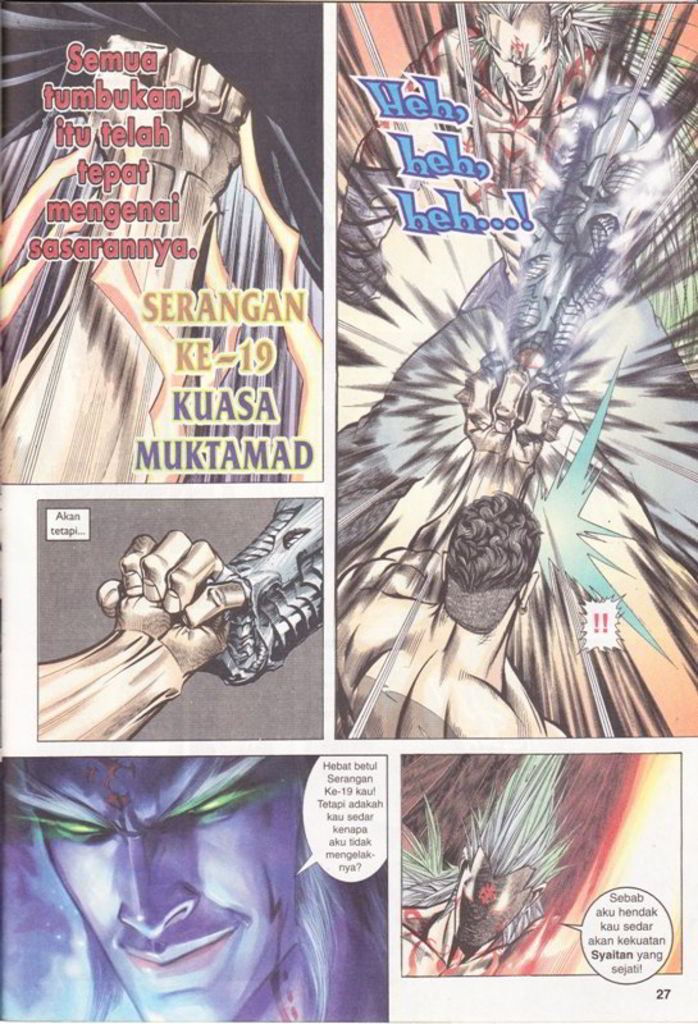 Semua
tumbukan
itu telah
tepat
mengenai
sasarannya.
SERANGAN
KE-19
KUASA
MUKTAMAD
Heh,
heh,
heh...!
!!
Akan
tetapi...
Hebat betul
Serangan
Ke-19 kau!
Tetapi adakah
kau sedar
kenapa
aku tidak
mengelak-
nya?
Sebab
aku hendak
kau sedar
akan kekuatan
Syaitan yang
sejati!
27